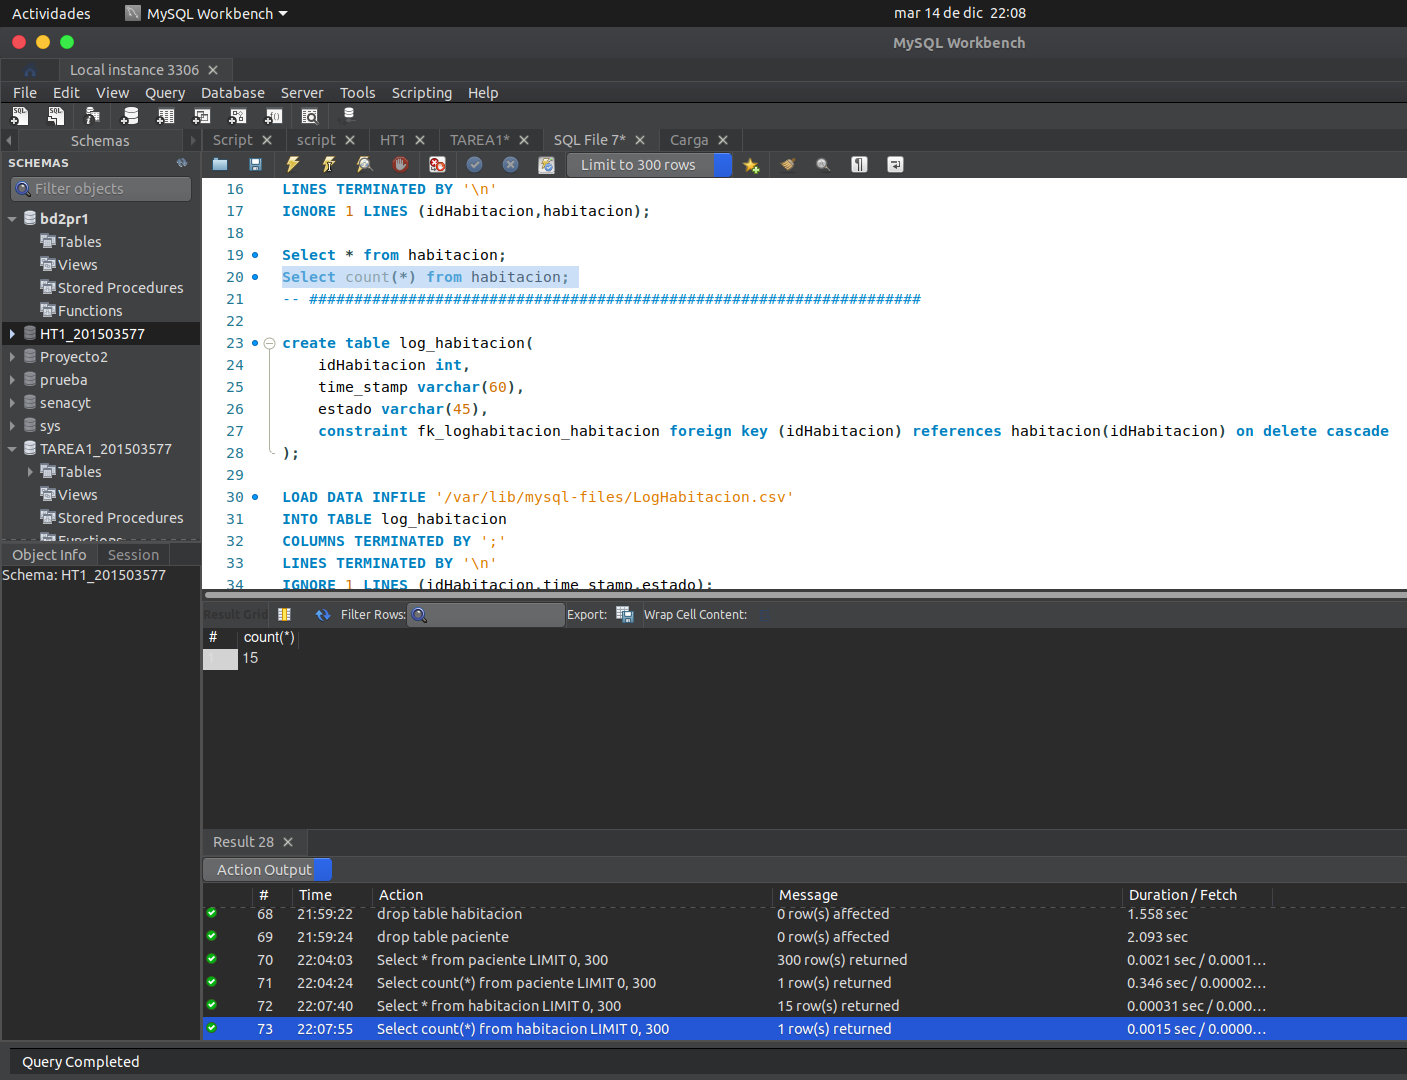 Actividades MySQL Workbench mar 14 de dic 22:08
MySQL Workbench
Local instance 3306
File Edit View Query Database Server Tools Scripting Help
Schemas Script script HT1 TAREA1* SQL File 7* Carga
SCHEMAS Limit to 300 rows
Filter objects
bd2pr1
Tables
Views
Stored Procedures
Functions
HT1_201503577
Proyecto2
prueba
senacyt
sys
TAREA1_201503577
Tables
Views
Stored Procedures
Functions
Object Info Session
Schema: HT1_201503577
16 LINES TERMINATED BY '\n'
17 IGNORE 1 LINES (idHabitacion,habitacion);
18
19 Select * from habitacion;
20 Select count(*) from habitacion;
21 -- ####################################################################
22
23 create table log_habitacion(
24 idHabitacion int,
25 time_stamp varchar(60),
26 estado varchar(45),
27 constraint fk_loghabitacion_habitacion foreign key (idHabitacion) references habitacion(idHabitacion) on delete cascade
28 );
29
30 LOAD DATA INFILE '/var/lib/mysql-files/LogHabitacion.csv'
31 INTO TABLE log_habitacion
32 COLUMNS TERMINATED BY ';'
33 LINES TERMINATED BY '\n'
34 IGNORE 1 LINES (idHabitacion,time_stamp,estado);
Result Grid Filter Rows: Export: Wrap Cell Content:
# count(*)
15
Result 28
Action Output
# Time Action Message Duration / Fetch
68 21:59:22 drop table habitacion 0 row(s) affected 1.558 sec
69 21:59:24 drop table paciente 0 row(s) affected 2.093 sec
70 22:04:03 Select * from paciente LIMIT 0, 300 300 row(s) returned 0.0021 sec / 0.0001...
71 22:04:24 Select count(*) from paciente LIMIT 0, 300 1 row(s) returned 0.346 sec / 0.00002...
72 22:07:40 Select * from habitacion LIMIT 0, 300 15 row(s) returned 0.00031 sec / 0.000...
73 22:07:55 Select count(*) from habitacion LIMIT 0, 300 1 row(s) returned 0.0015 sec / 0.0000...
Query Completed